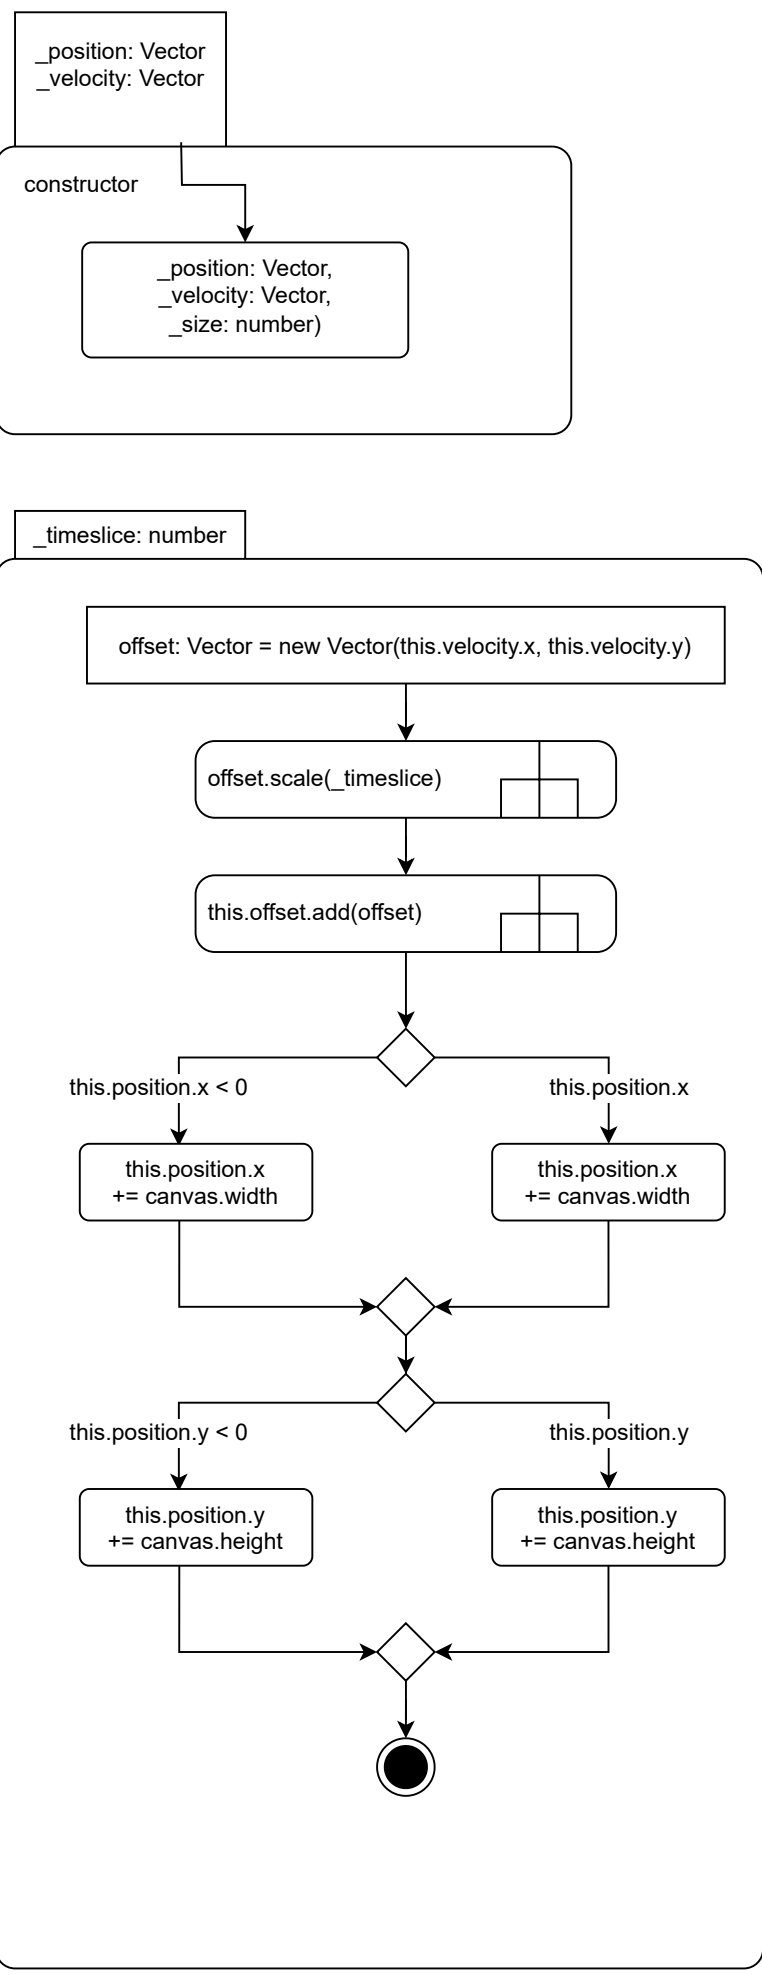 _position: Vector
_velocity: Vector
constructor
_position: Vector,
_velocity: Vector,
_size: number)
_timeslice: number
offset: Vector = new Vector(this.velocity.x, this.velocity.y)
offset.scale(_timeslice)
this.offset.add(offset)
this.position.x < 0
this.position.x
this.position.x
+= canvas.width
this.position.x
+= canvas.width
this.position.y < 0
this.position.y
this.position.y
+= canvas.height
this.position.y
+= canvas.height